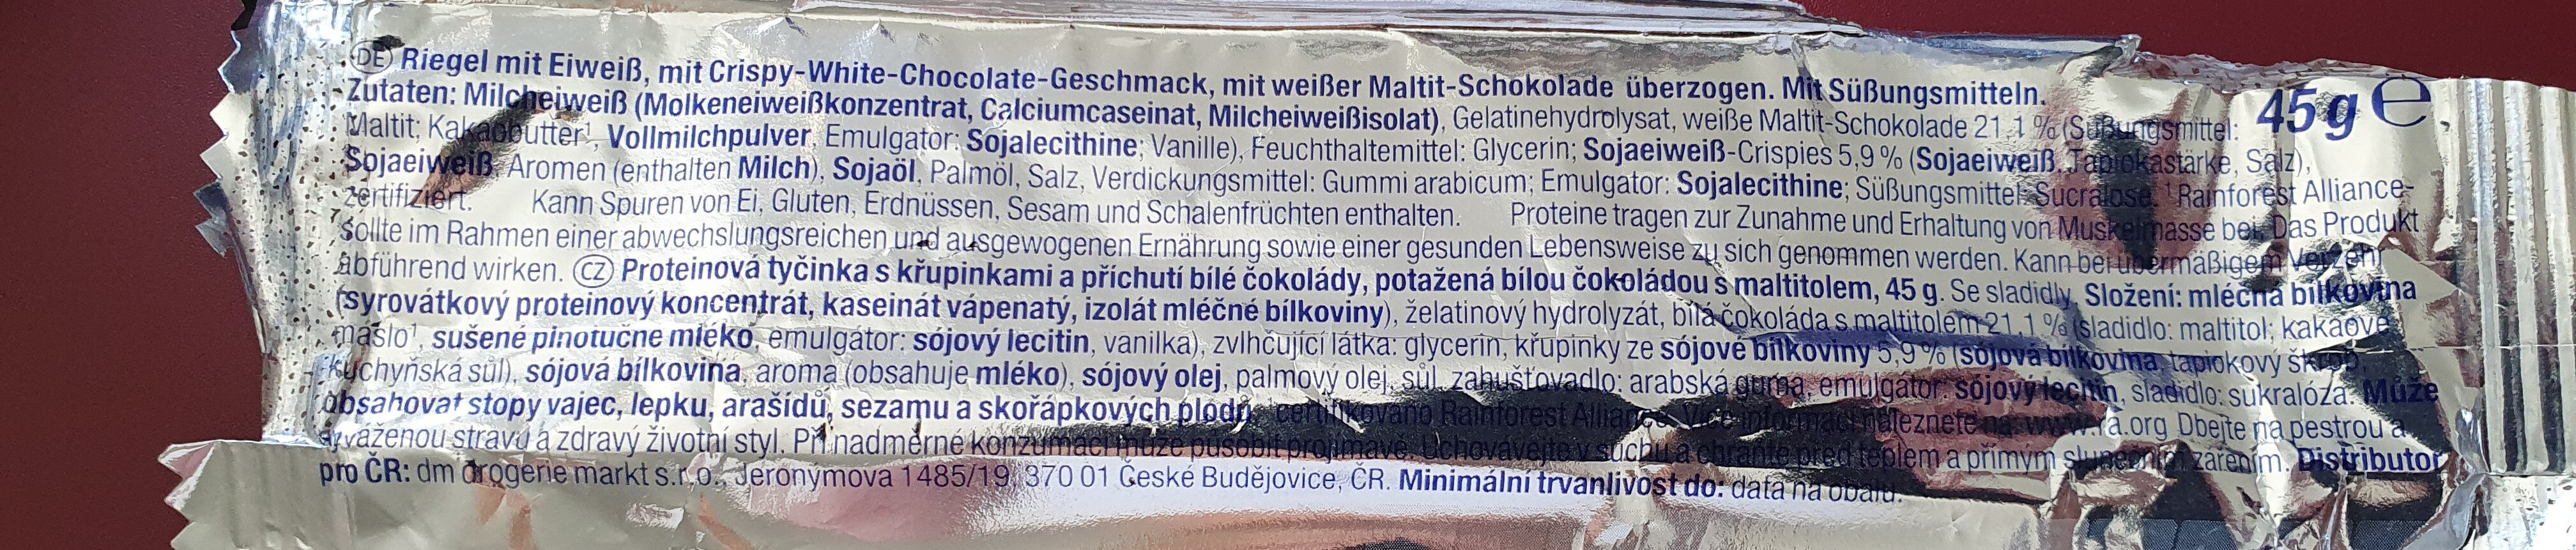 DE Riegel mit Eiweiß, mit Crispy-White-Chocolate-Geschmack, mit weißer Maltit-Schokolade überzogen. Mit Süßungsmitteln.
45 g e
Zutaten: Milcheiweiß (Molkeneiweißkonzentrat, Calciumcaseinat, Milcheiweißisolat), Gelatinehydrolysat, weiße Maltit-Schokolade 21,1 % (Süßungsmittel:
Maltit; Kakaobutter¹, Vollmilchpulver, Emulgator: Sojalecithine; Vanille), Feuchthaltemittel: Glycerin; Sojaeiweiß-Crispies 5,9 % (Sojaeiweiß, Tapiokastärke, Salz),
Sojaeiweiß, Aromen (enthalten Milch), Sojaöl, Palmöl, Salz, Verdickungsmittel: Gummi arabicum; Emulgator: Sojalecithine; Süßungsmittel: Sucralose. ¹Rainforest Alliance-
zertifiziert. Kann Spuren von Ei, Gluten, Erdnüssen, Sesam und Schalenfrüchten enthalten. Proteine tragen zur Zunahme und Erhaltung von Muskelmasse bei. Das Produkt
sollte im Rahmen einer abwechslungsreichen und ausgewogenen Ernährung sowie einer gesunden Lebensweise zu sich genommen werden. Kann bei übermäßigem Verzehr
abführend wirken. CZ Proteinová tyčinka s křupinkami a příchutí bílé čokolády, potažená bílou čokoládou s maltitolem, 45 g. Se sladidly. Složení: mléčná bílkovina
(syrovátkový proteinový koncentrát, kaseinát vápenatý, izolát mléčné bílkoviny), želatinový hydrolyzát, bílá čokoláda s maltitolem 21,1 % (sladidlo: maltitol; kakaové
máslo¹, sušené plnotučné mléko, emulgátor: sójový lecitin, vanilka), zvlhčující látka: glycerin, křupinky ze sójové bílkoviny 5,9 % (sójová bílkovina, tapiokový škrob,
kuchyňská sůl), sójová bílkovina, aroma (obsahuje mléko), sójový olej, palmový olej, sůl, zahušťovadlo: arabská guma, emulgátor: sójový lecitin, sladidlo: sukralóza. Může
obsahovat stopy vajec, lepku, arašídů, sezamu a skořápkových plodů. certifikováno Rainforest Alliance. Více informací naleznete na: www.ra.org Dbejte na pestrou a
vyváženou stravu a zdravý životní styl. Při nadměrné konzumaci může působit projímavě. Uchovávejte v suchu a chraňte před teplem a přímým slunečním zářením. Distributor
pro ČR: dm drogerie markt s.r.o., Jeronýmova 1485/19, 370 01 České Budějovice, ČR. Minimální trvanlivost do: data na obalu.